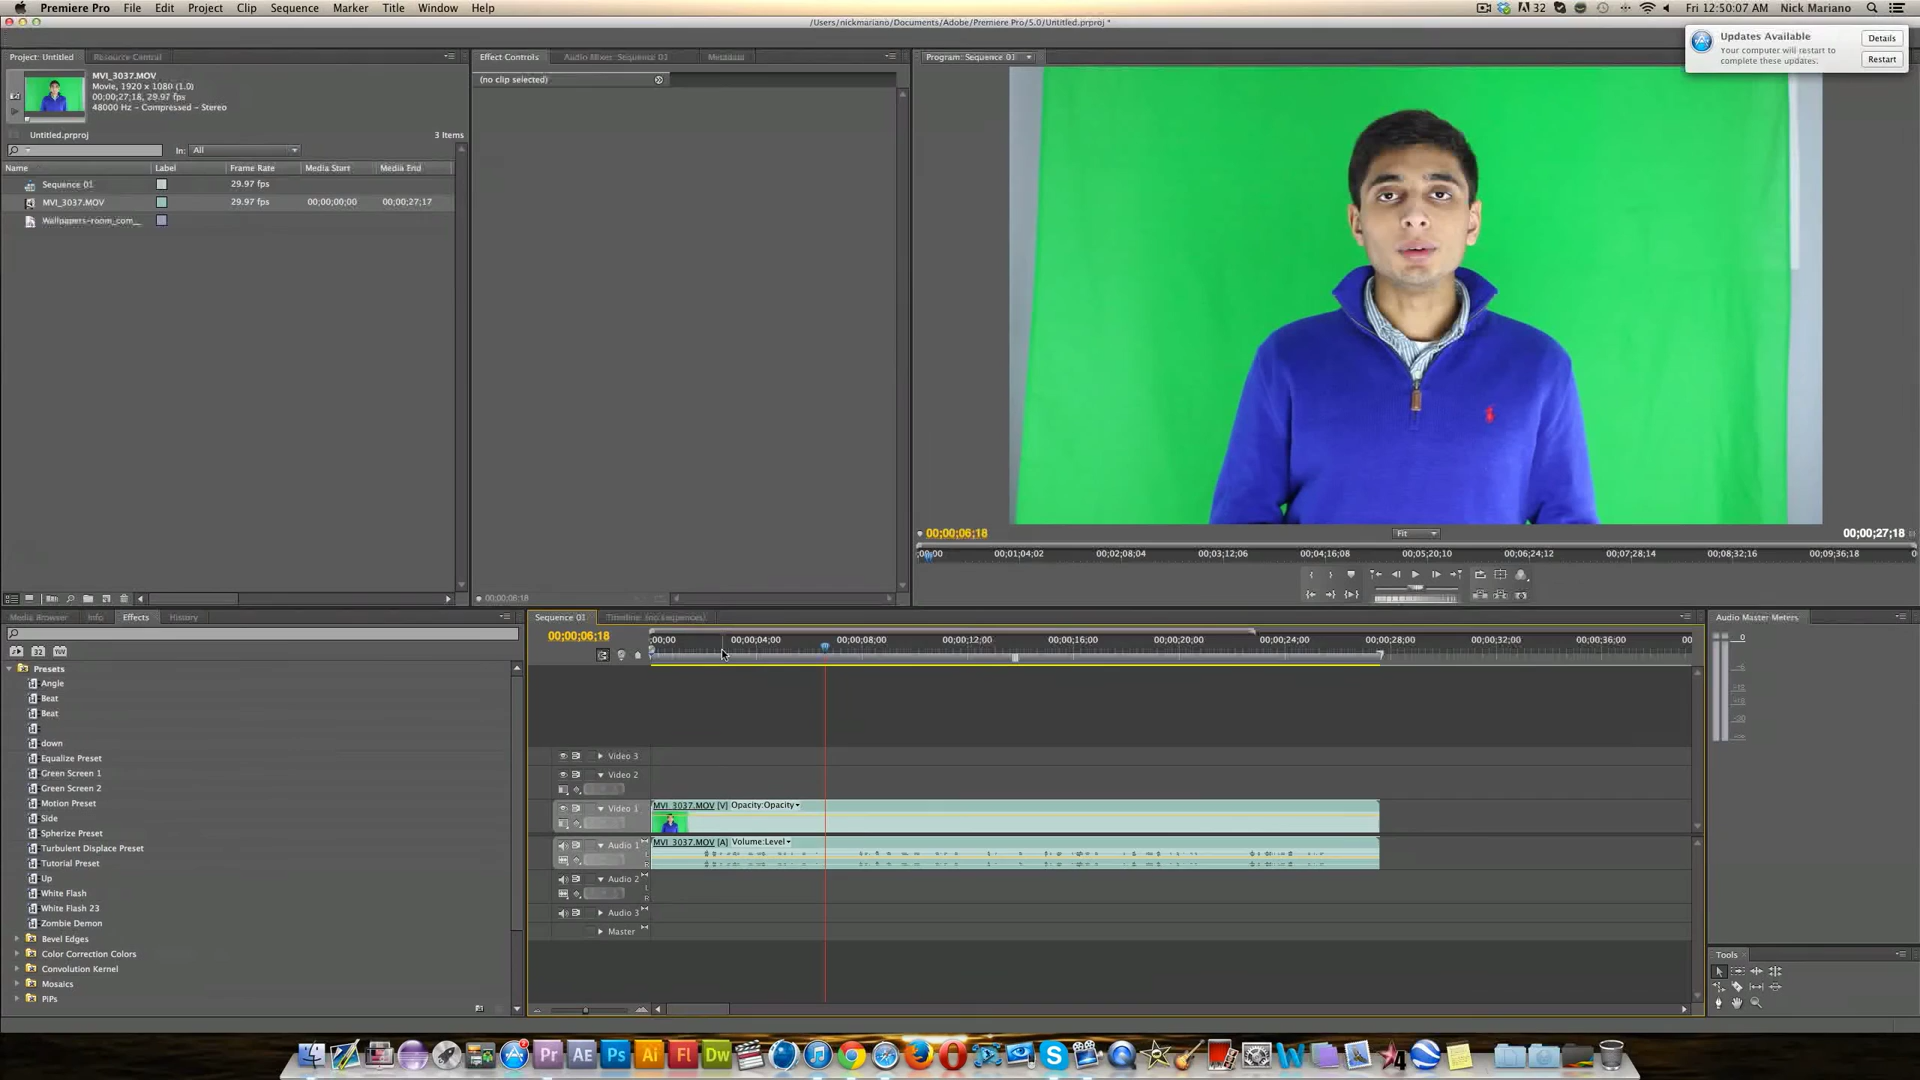 Premiere Pro File Edit Project Clip Sequence Marker Title Window Help
32 Fri 12:50:07 AM Nick Mariano
/Users/nickmariano/Documents/Adobe/Premiere Pro/5.0/Untitled.prproj *
Updates Available
Your computer will restart to
complete these updates.
Details
Restart
Project: Untitled Resource Central
MVI_3037.MOV
Movie, 1920 x 1080 (1.0)
00;00;27;18, 29.97 fps
48000 Hz - Compressed - Stereo
Untitled.prproj 3 Items
In: All
Name Label Frame Rate Media Start Media End
Sequence 01 29.97 fps
MVI_3037.MOV 29.97 fps 00;00;00;00 00;00;27;17
Wallpapers-room_com_
Effect Controls Audio Mixer: Sequence 01 Metadata
(no clip selected)
00;00;06;18
Program: Sequence 01
00;00;06;18 Fit 00;00;27;18
;00;00 00;01;04;02 00;02;08;04 00;03;12;06 00;04;16;08 00;05;20;10 00;06;24;12 00;07;28;14 00;08;32;16 00;09;36;18 0
Media Browser Info Effects History
Presets
Angle
Beat
Beat
down
Equalize Preset
Green Screen 1
Green Screen 2
Motion Preset
Side
Spherize Preset
Turbulent Displace Preset
Tutorial Preset
Up
White Flash
White Flash 23
Zombie Demon
Bevel Edges
Color Correction Colors
Convolution Kernel
Mosaics
PiPs
Sequence 01 Timeline: (no sequences)
00;00;06;18
;00;00 00;00;04;00 00;00;08;00 00;00;12;00 00;00;16;00 00;00;20;00 00;00;24;00 00;00;28;00 00;00;32;00 00;00;36;00 00
Video 3
Video 2
Video 1 MVI_3037.MOV [V] Opacity:Opacity
Audio 1 MVI_3037.MOV [A] Volume:Level
L
R
Audio 2
L
R
Audio 3
Master
Audio Master Meters
0
Tools
Pr AE Ps Ai Fl Dw